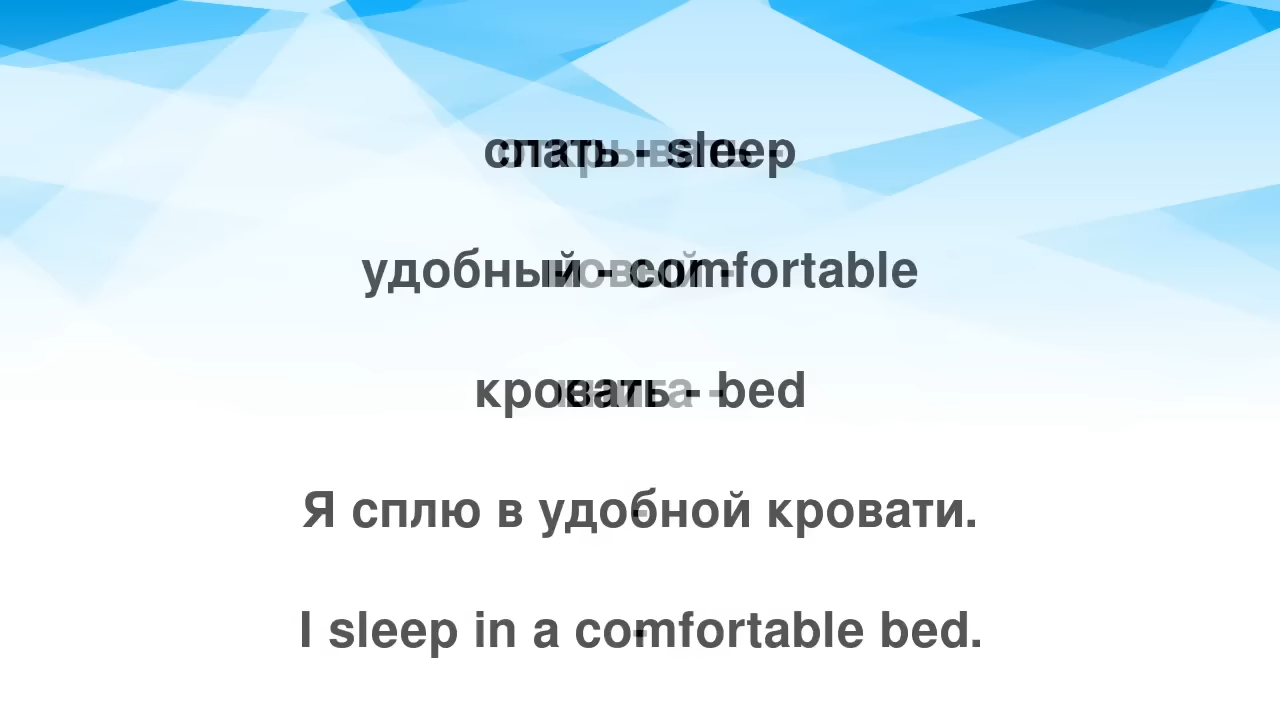 спать - sleep
удобный - comfortable
кровать - bed
Я сплю в удобной кровати.
I sleep in a comfortable bed.